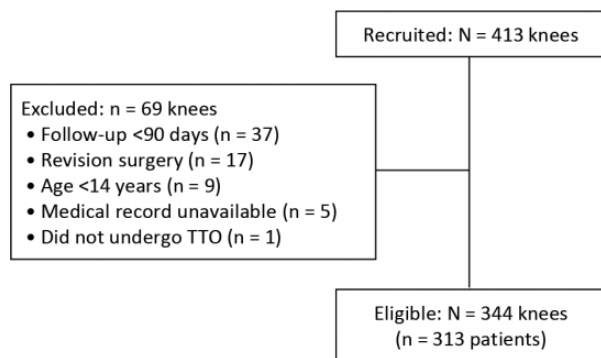 Recruited: N = 413 knees
Excluded: n = 69 knees
• Follow-up <90 days (n = 37)
• Revision surgery (n = 17)
• Age <14 years (n = 9)
• Medical record unavailable (n = 5)
• Did not undergo TTO (n = 1)
Eligible: N = 344 knees
(n = 313 patients)